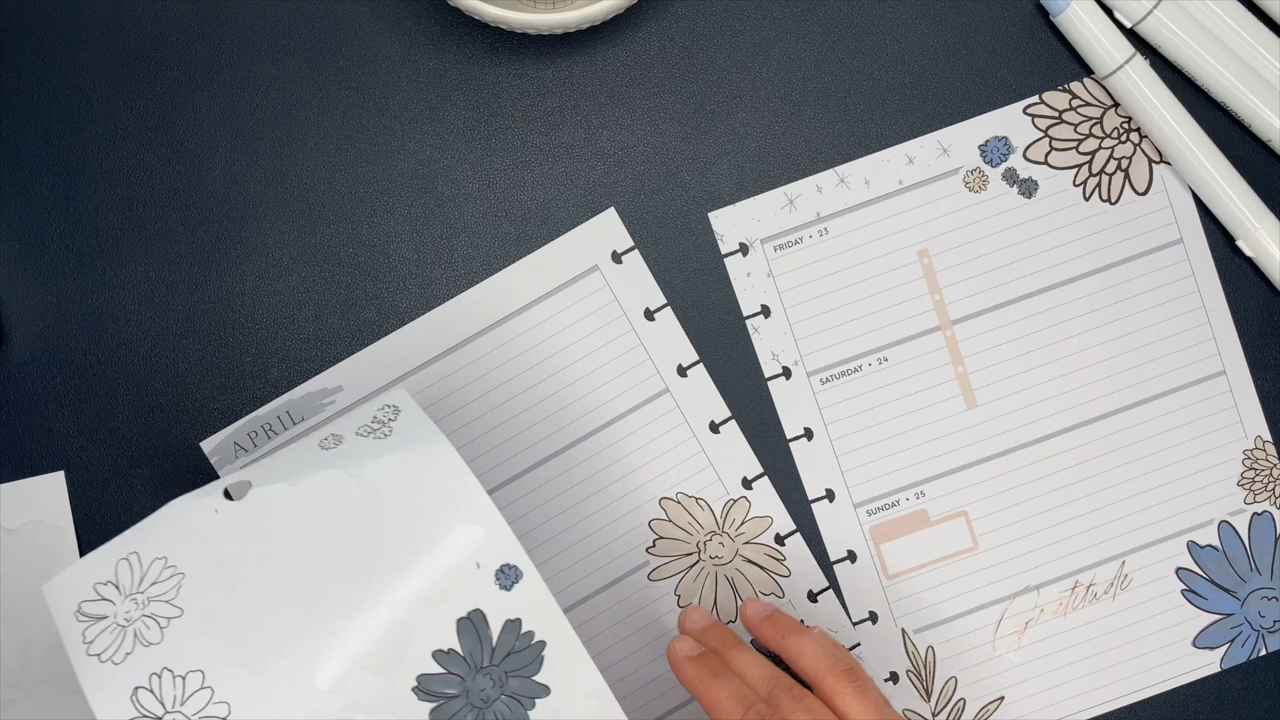 APRIL
FRIDAY • 23
SATURDAY • 24
SUNDAY • 25
Gratitude